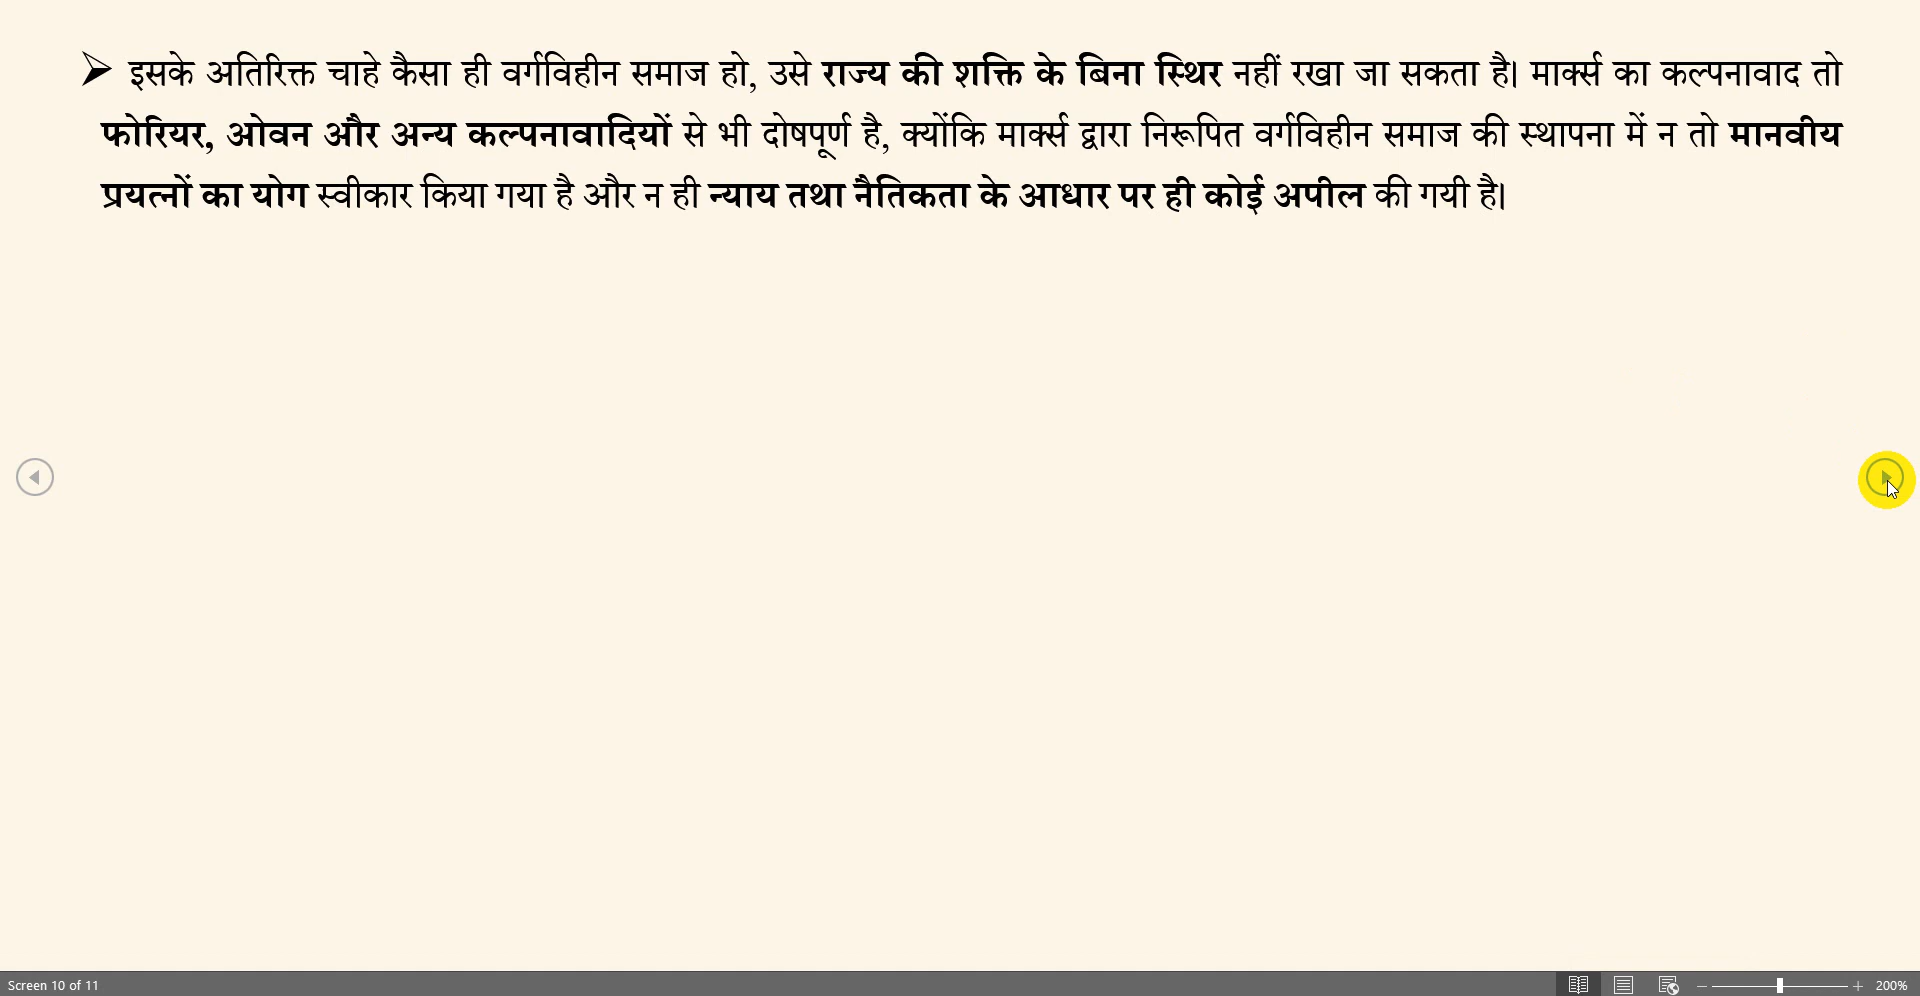 ➤ इसके अतिरिक्त चाहे कैसा ही वर्गविहीन समाज हो, उसे राज्य की शक्ति के बिना स्थिर नहीं रखा जा सकता है। मार्क्स का कल्पनावाद तो
फोरियर, ओवन और अन्य कल्पनावादियों से भी दोषपूर्ण है, क्योंकि मार्क्स द्वारा निरूपित वर्गविहीन समाज की स्थापना में न तो मानवीय
प्रयत्नों का योग स्वीकार किया गया है और न ही न्याय तथा नैतिकता के आधार पर ही कोई अपील की गयी है।
Screen 10 of 11
200%